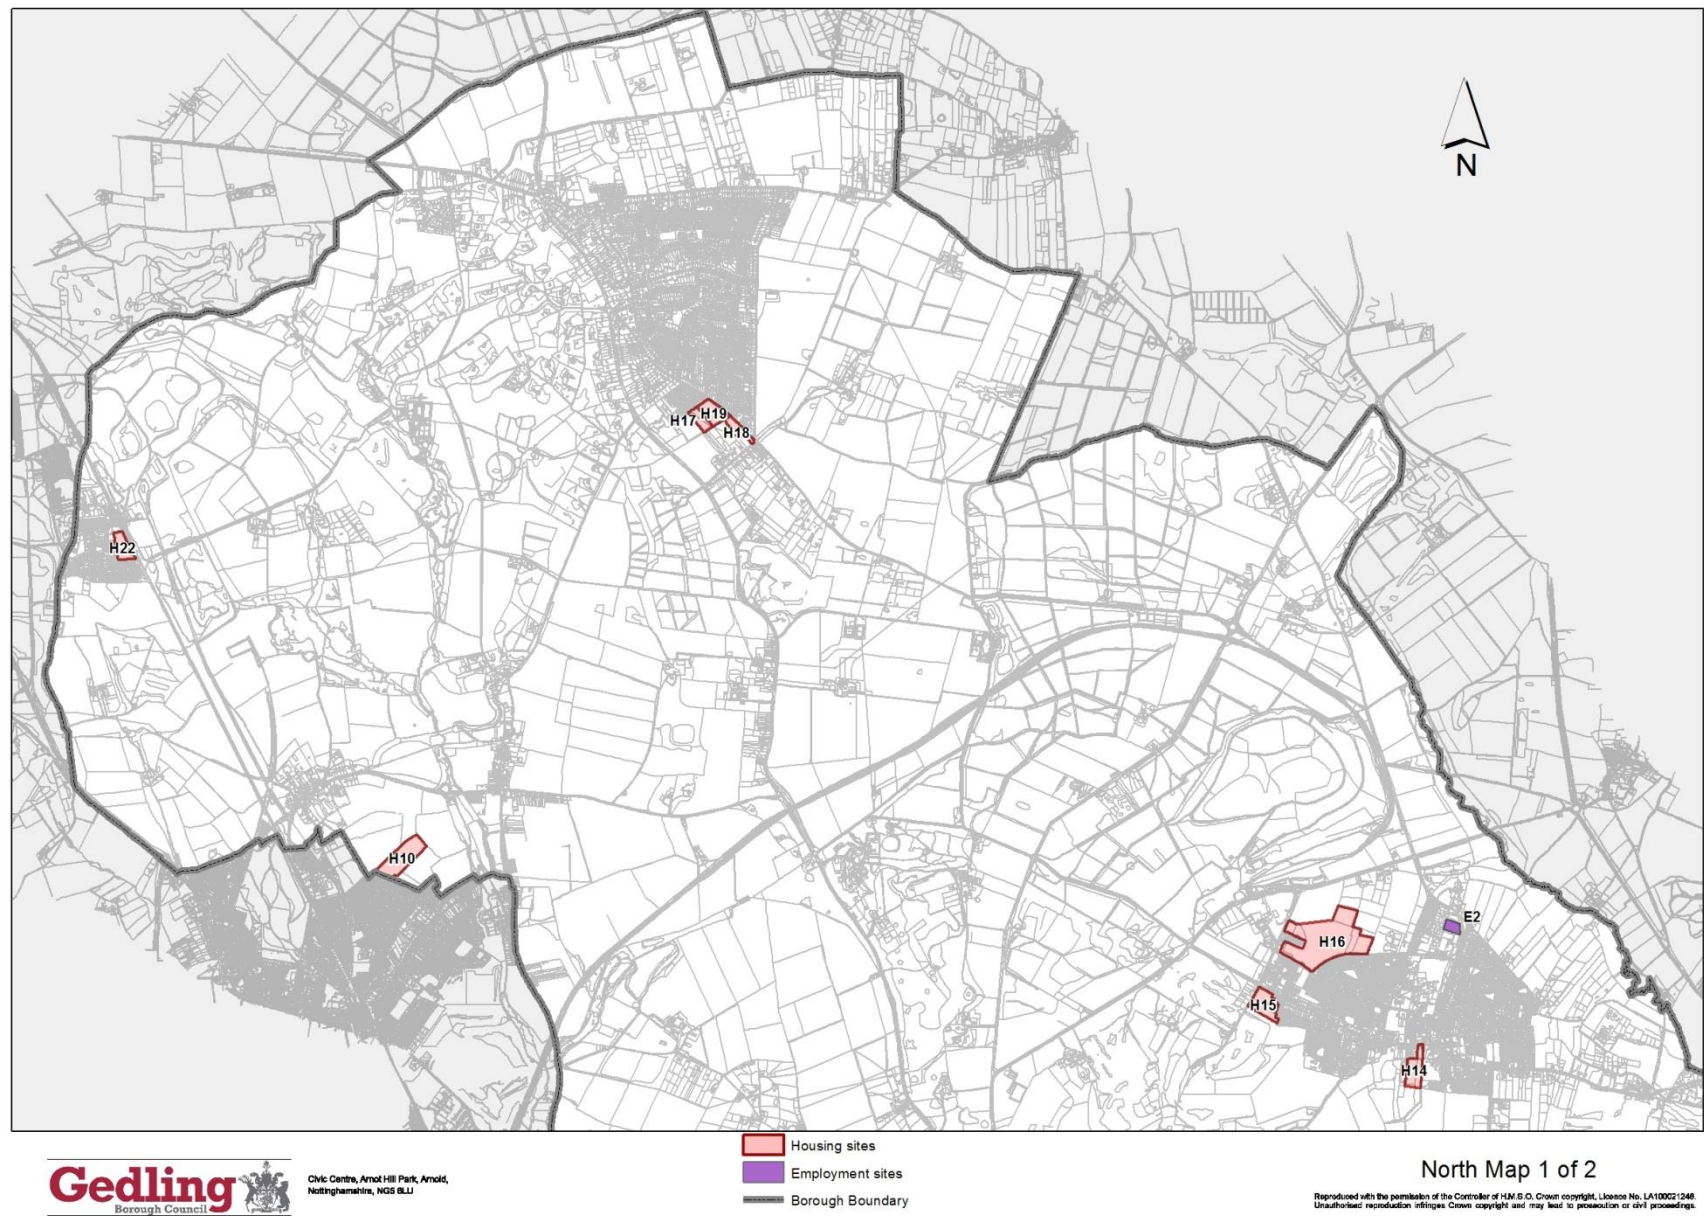 N
H17
H19
H18
H22
H10
H16
E2
H15
H14
Housing sites
Employment sites
Borough Boundary
Gedling
Borough Council
Civic Centre, Arnot Hill Park, Arnold,
Nottinghamshire, NG5 6LU
North Map 1 of 2
Reproduced with the permission of the Controller of H.M.S.O. Crown copyright, Licence No. LA100021248.
Unauthorised reproduction infringes Crown copyright and may lead to prosecution or civil proceedings.